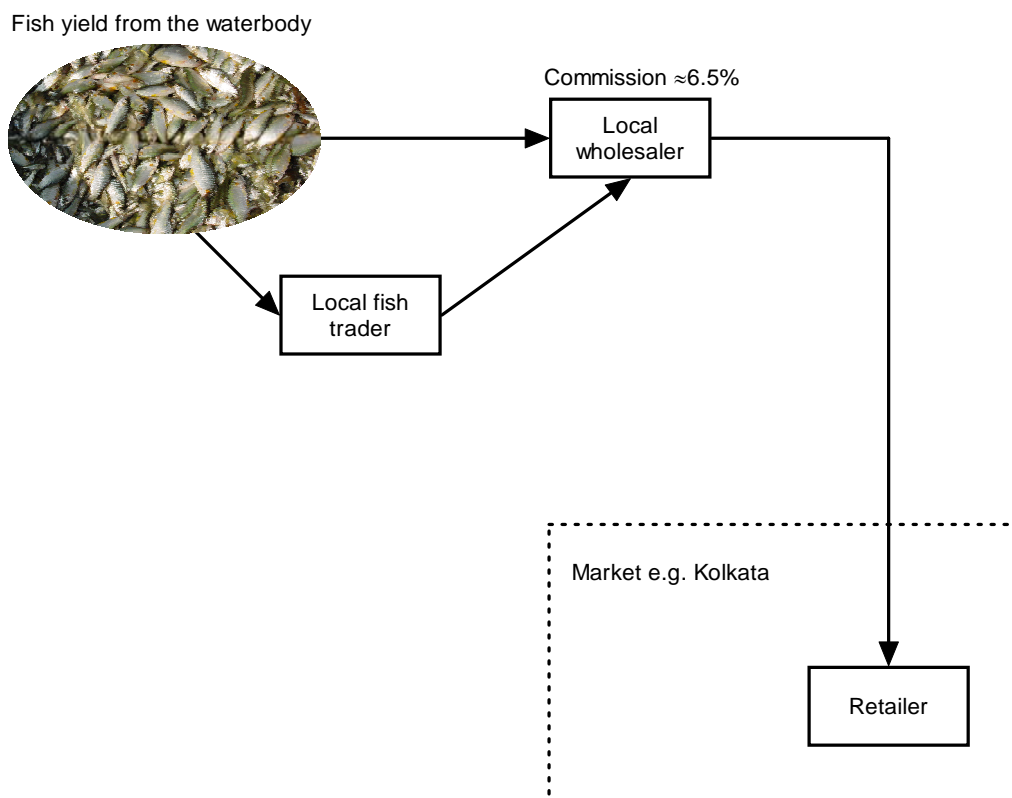 Fish yield from the waterbody
Commission ≈6.5%
Local
wholesaler
Local fish
trader
Market e.g. Kolkata
Retailer